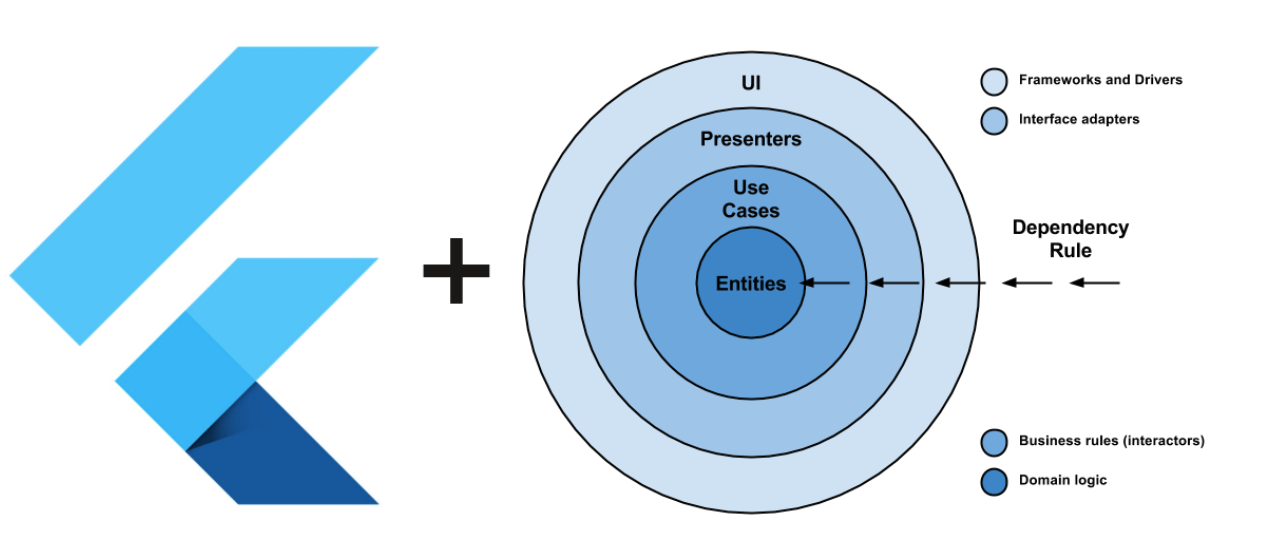 UI
Presenters
Use
Cases
Entities
Frameworks and Drivers
Interface adapters
Dependency
Rule
Business rules (interactors)
Domain logic